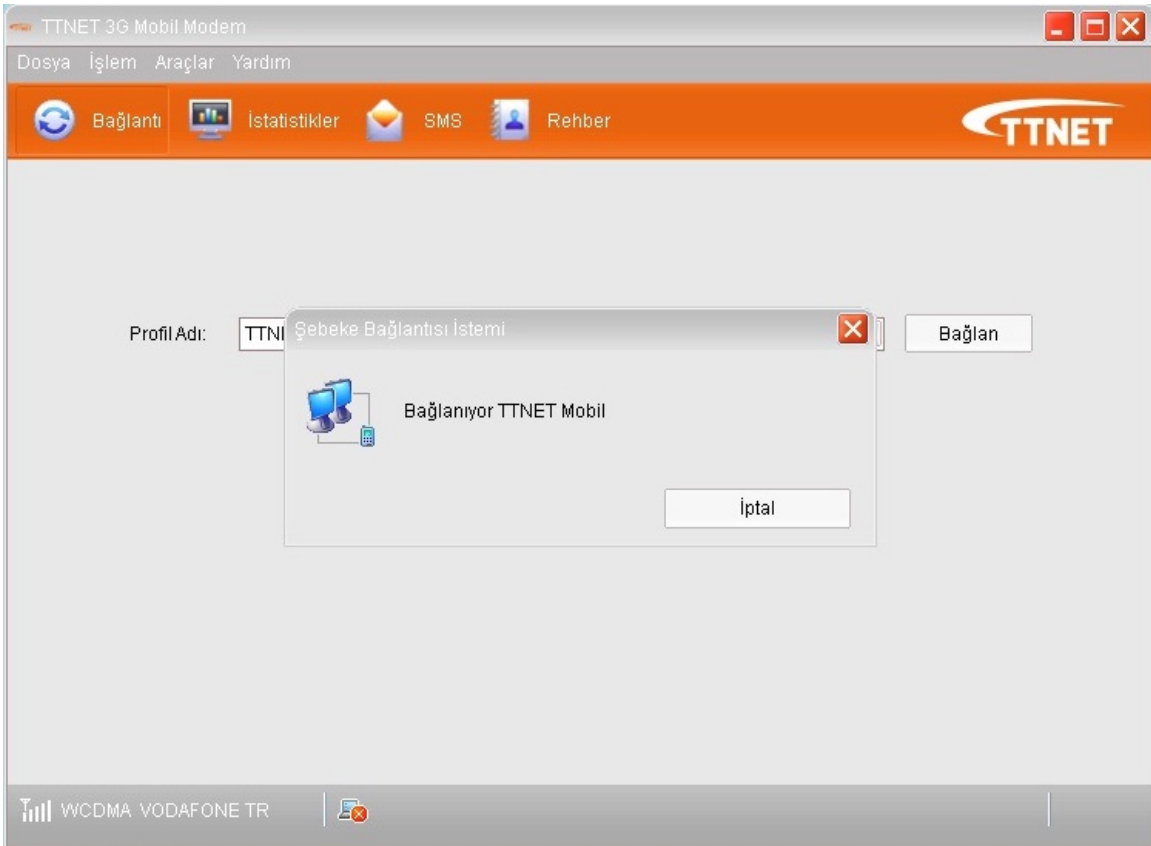 TTNET 3G Mobil Modem
Dosya İşlem Araçlar Yardım
Bağlantı İstatistikler SMS Rehber TTNET
Profil Adı: TTN Bağlan
Şebeke Bağlantısı İstemi
Bağlanıyor TTNET Mobil
İptal
WCDMA VODAFONE TR